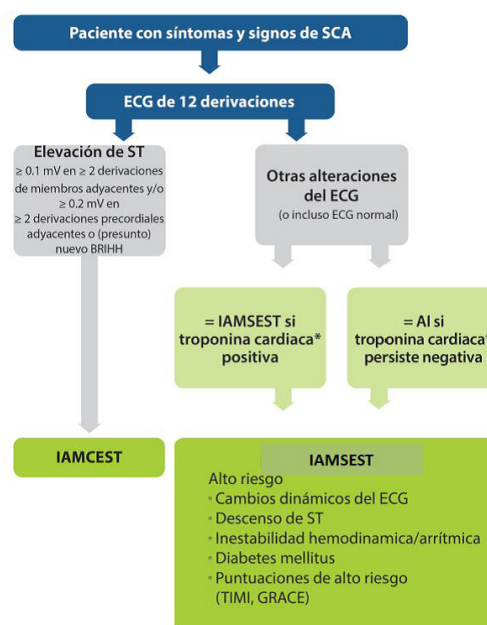 Paciente con síntomas y signos de SCA
ECG de 12 derivaciones
Elevación de ST
≥ 0.1 mV en ≥ 2 derivaciones
de miembros adyacentes y/o
≥ 0.2 mV en
≥ 2 derivaciones precordiales
adyacentes o (presunto)
nuevo BRIHH
Otras alteraciones
del ECG
(o incluso ECG normal)
= IAMSEST si
troponina cardiaca*
positiva
= AI si
troponina cardiaca*
persiste negativa
IAMCEST
IAMSEST
Alto riesgo
▫ Cambios dinámicos del ECG
▫ Descenso de ST
▫ Inestabilidad hemodinamica/arrítmica
▫ Diabetes mellitus
▫ Puntuaciones de alto riesgo
(TIMI, GRACE)